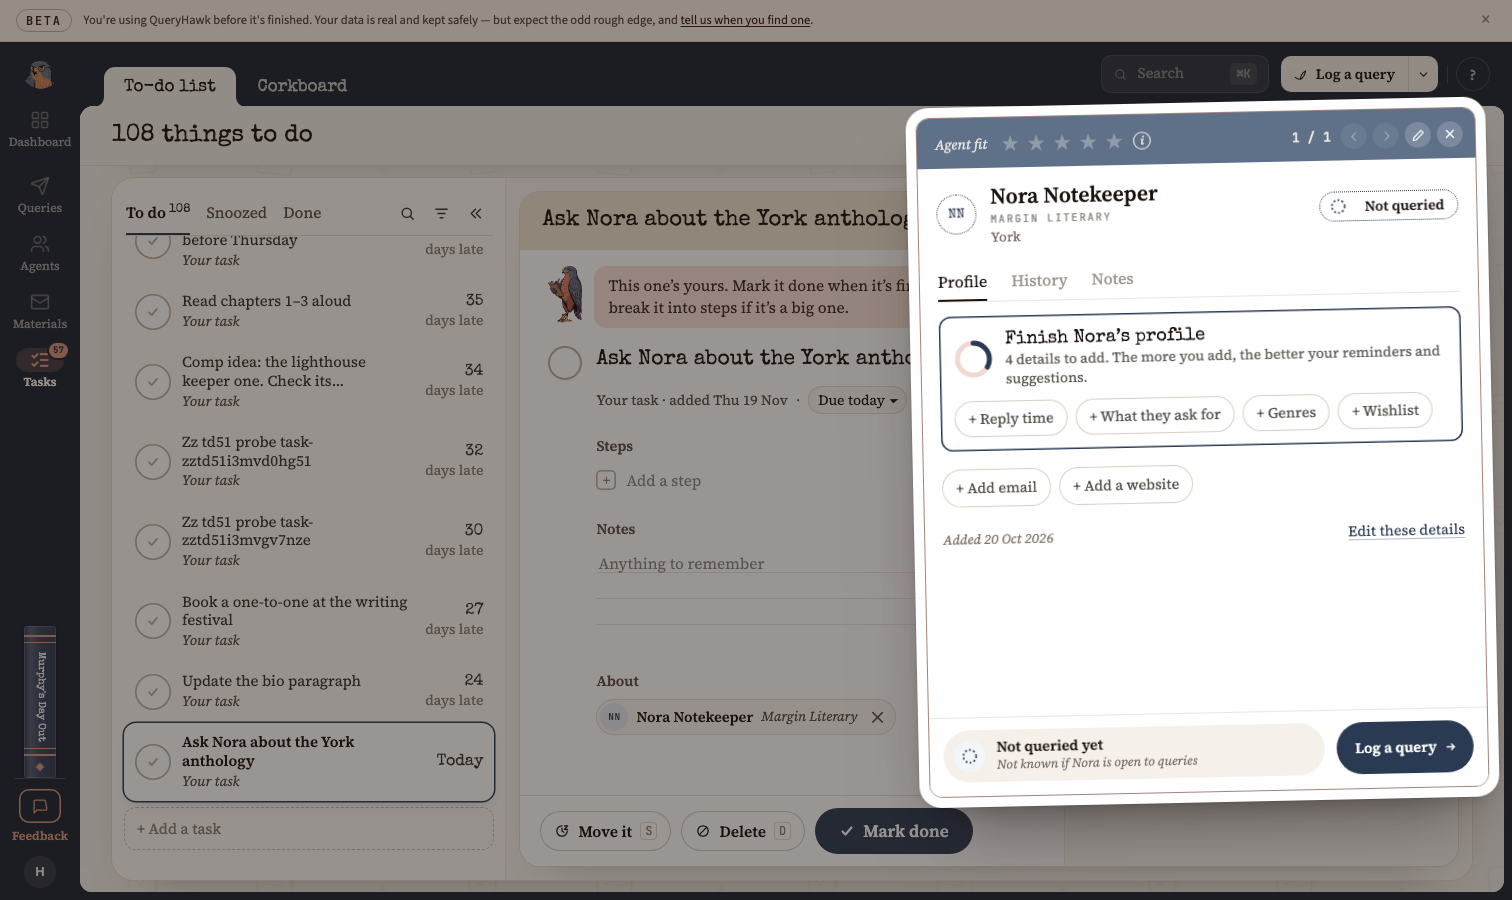 BETA
You're using QueryHawk before it's finished. Your data is real and kept safely — but expect the odd rough edge, and tell us when you find one.
To-do list
Corkboard
Search ⌘K
Log a query
?
Dashboard
Queries
Agents
Materials
57
Tasks
Murphy's Day Out
Feedback
H
108 things to do
To do 108
Snoozed
Done
before Thursday
Your task
days late
Read chapters 1–3 aloud
Your task
35
days late
Comp idea: the lighthouse
keeper one. Check its...
Your task
34
days late
Zz td51 probe task-
zztd51i3mvd0hg51
Your task
32
days late
Zz td51 probe task-
zztd51i3mvgv7nze
Your task
30
days late
Book a one-to-one at the writing
festival
Your task
27
days late
Update the bio paragraph
Your task
24
days late
Ask Nora about the York
anthology
Your task
Today
+ Add a task
Ask Nora about the York antholog
This one's yours. Mark it done when it's fi
break it into steps if it's a big one.
Ask Nora about the York antho
Your task · added Thu 19 Nov · Due today
Steps
Add a step
Notes
Anything to remember
About
NN Nora Notekeeper Margin Literary
Move it S
Delete D
Mark done
Agent fit
1 / 1
NN
Nora Notekeeper
MARGIN LITERARY
York
Not queried
Profile
History
Notes
Finish Nora's profile
4 details to add. The more you add, the better your reminders and
suggestions.
+ Reply time
+ What they ask for
+ Genres
+ Wishlist
+ Add email
+ Add a website
Added 20 Oct 2026
Edit these details
Not queried yet
Not known if Nora is open to queries
Log a query →